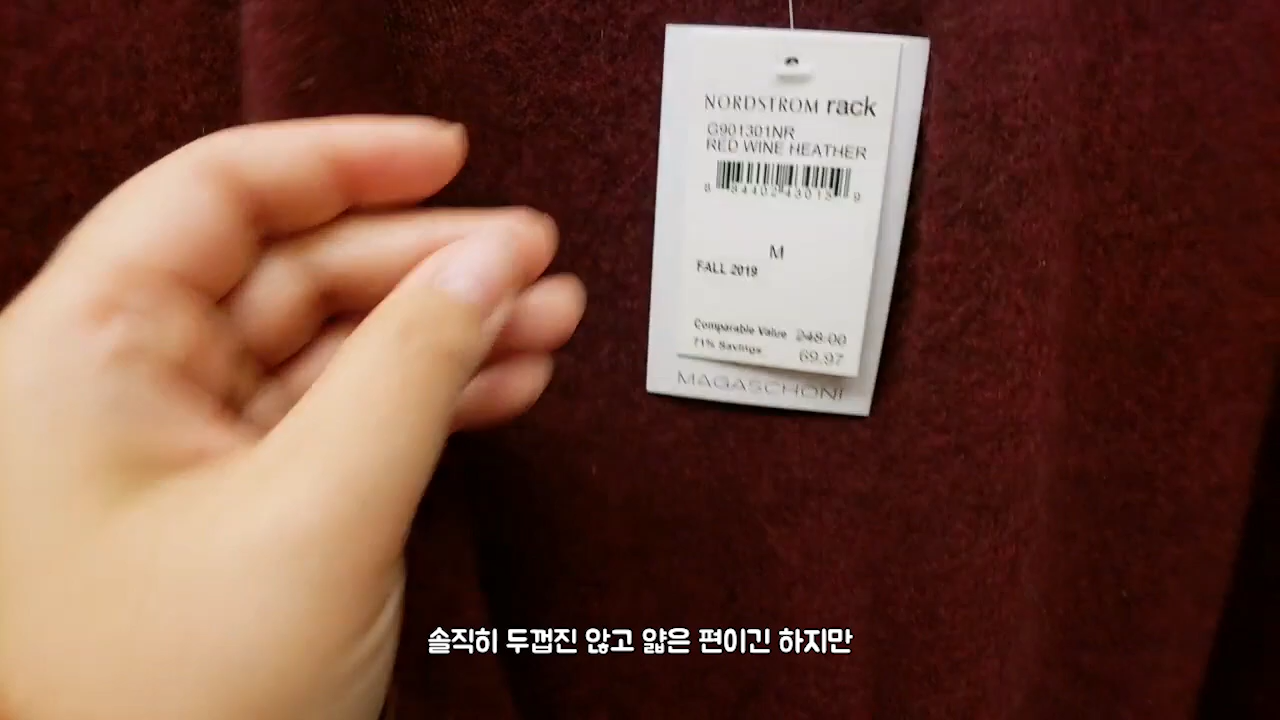 NORDSTROM rack
G901301NR
RED WINE HEATHER
M
FALL 2019
Comparable Value 248.00
71% Savings 69.97
MAGASCHONI
솔직히 두껍진 않고 얇은 편이긴 하지만